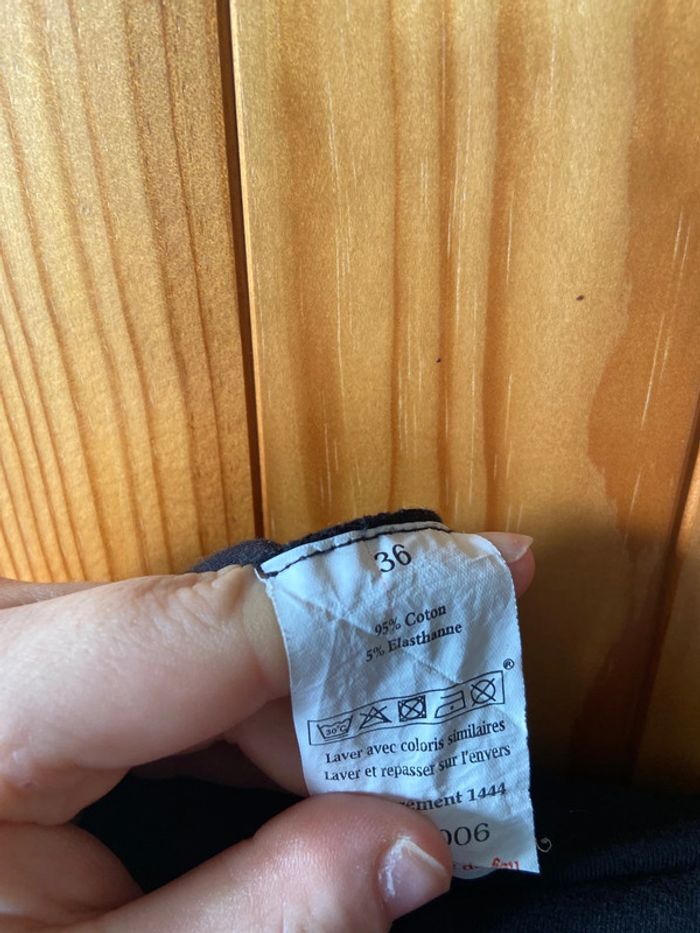 36
95% Coton
5% Elasthanne
®
30°C
Laver avec coloris similaires
Laver et repasser sur l'envers
ement 1444
006